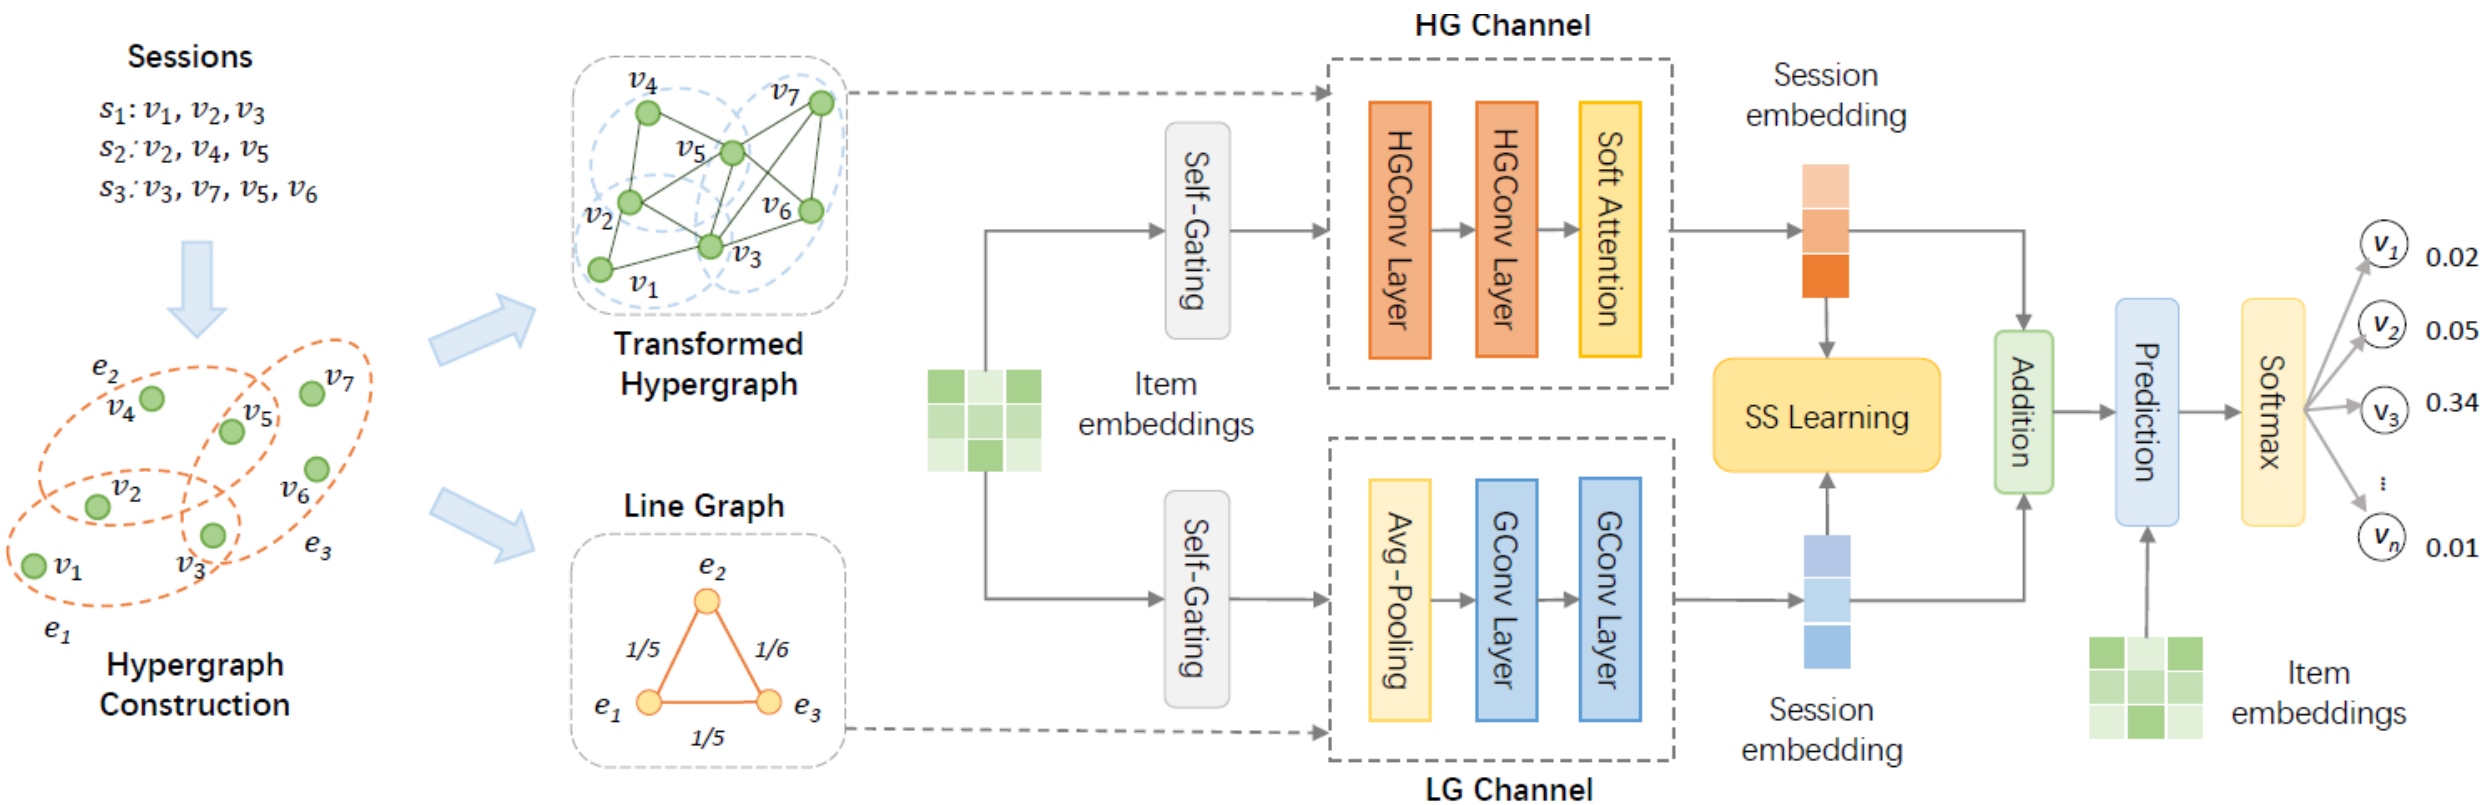 Sessions
s1: v1, v2, v3
s2: v2, v4, v5
s3: v3, v7, v5, v6
e2
v4
v5
v7
v2
v6
v1
v3
e3
e1
Hypergraph
Construction
v4
v7
v5
v2
v6
v3
v1
Transformed
Hypergraph
Line Graph
e2
1/5
1/6
e1
e3
1/5
Item
embeddings
Self-Gating
Self-Gating
HG Channel
HGConv Layer
HGConv Layer
Soft Attention
Avg-Pooling
GConv Layer
GConv Layer
LG Channel
Session
embedding
SS Learning
Session
embedding
Addition
Prediction
Softmax
Item
embeddings
v1 0.02
v2 0.05
v3 0.34
...
vn 0.01